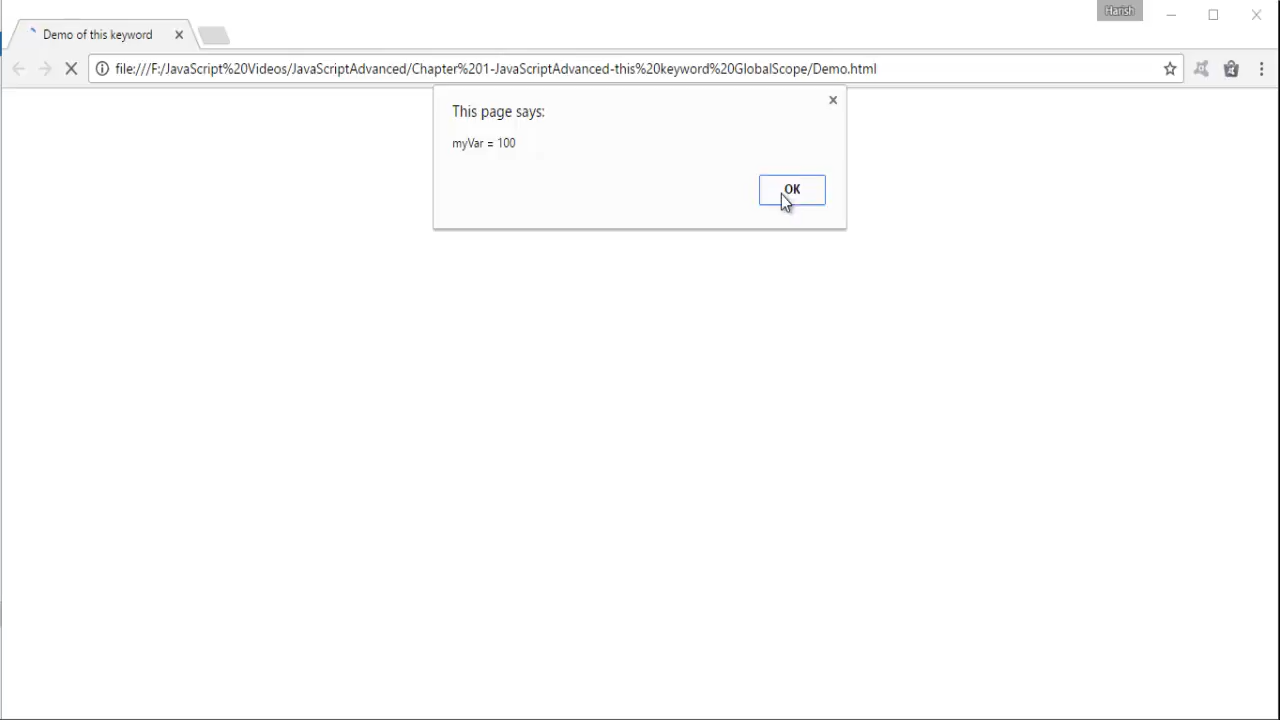 Harish
Demo of this keyword
file:///F:/JavaScript%20Videos/JavaScriptAdvanced/Chapter%201-JavaScriptAdvanced-this%20keyword%20GlobalScope/Demo.html
This page says:
myVar = 100
OK